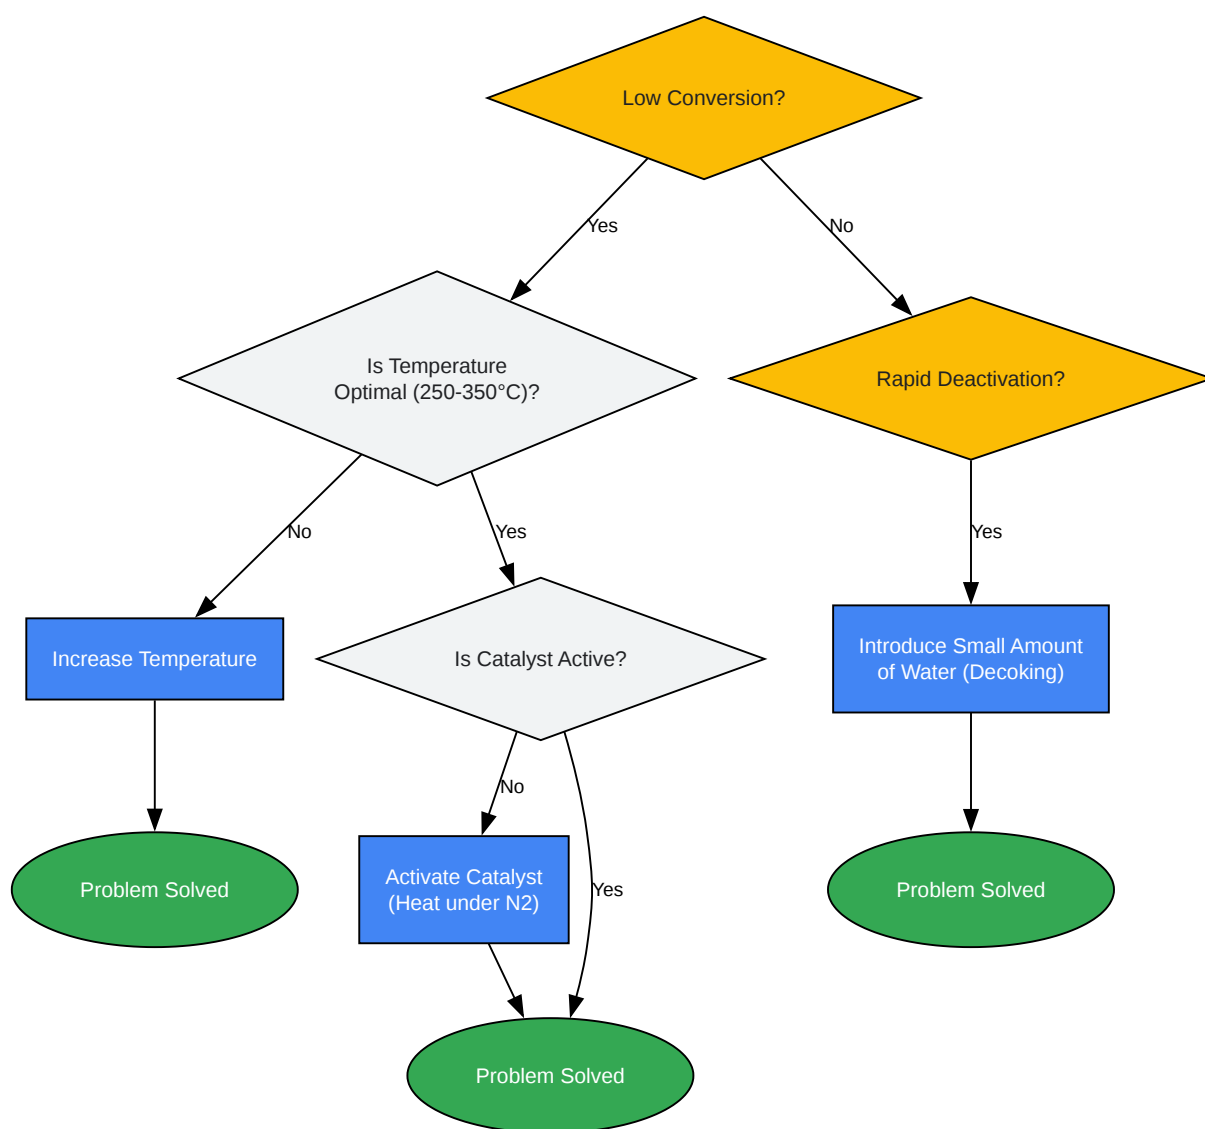 Low Conversion?
Yes
No
Is Temperature
Optimal (250-350°C)?
Rapid Deactivation?
No
Yes
Yes
Increase Temperature
Is Catalyst Active?
Introduce Small Amount
of Water (Decoking)
No
Yes
Problem Solved
Activate Catalyst
(Heat under N2)
Problem Solved
Problem Solved